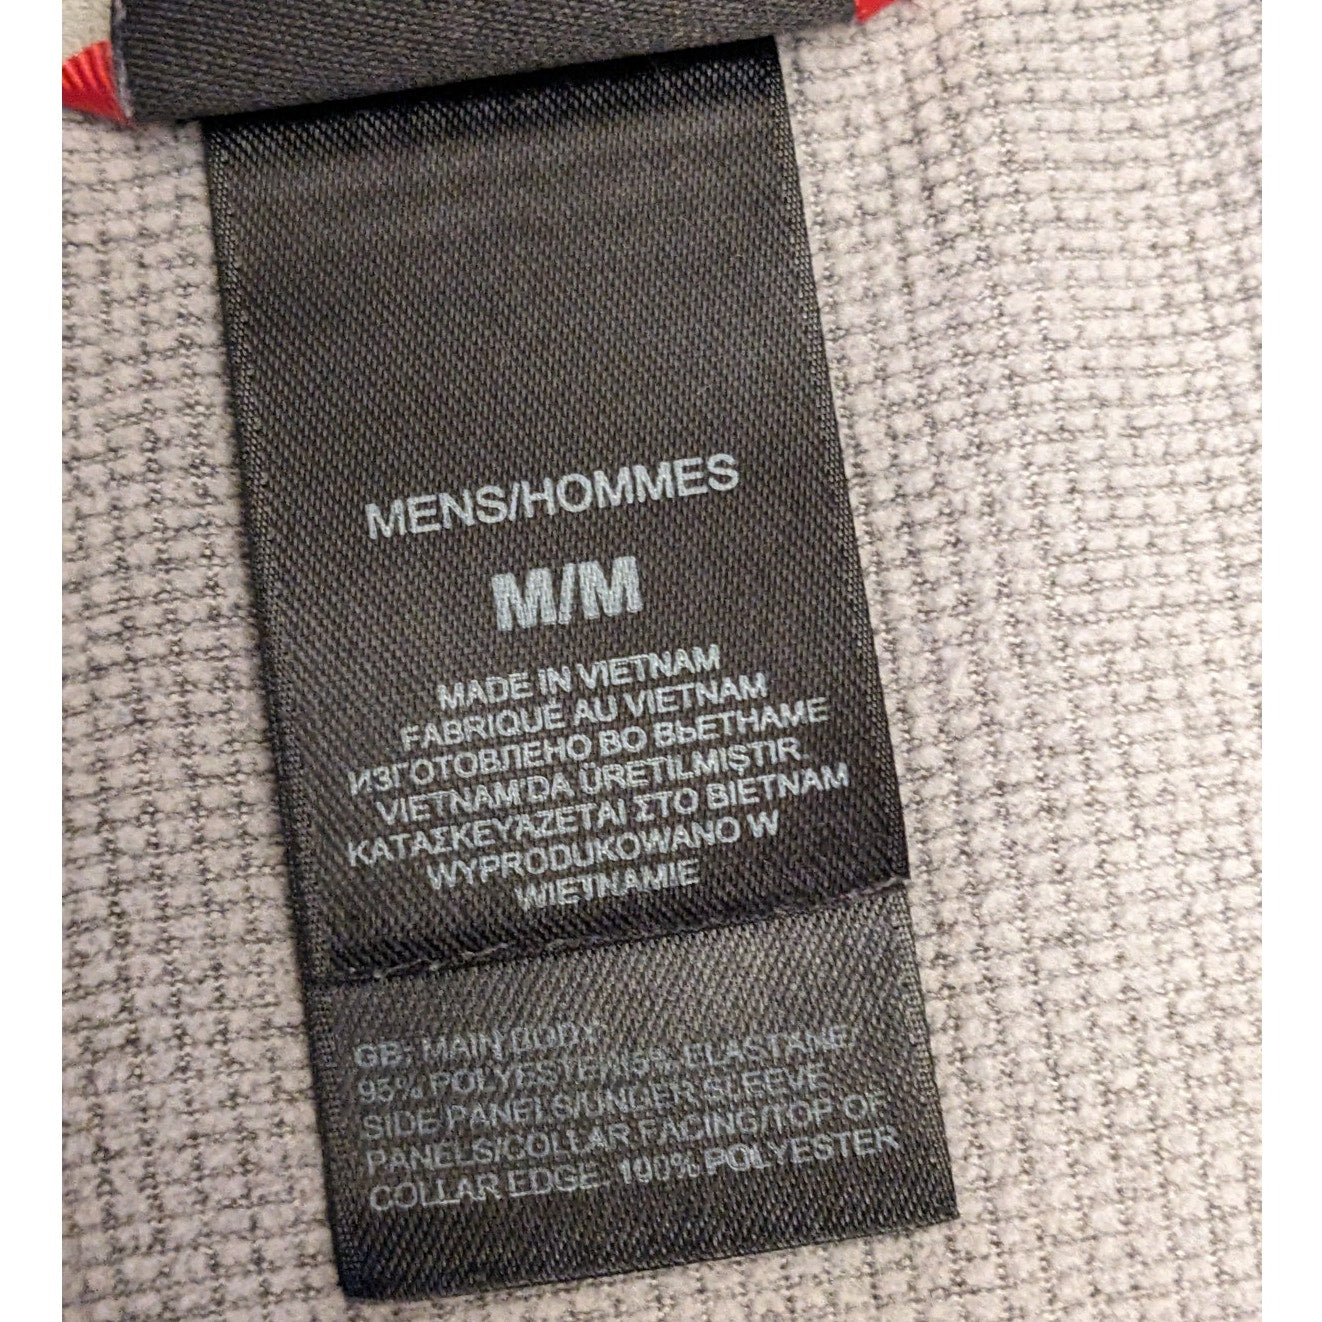 MENS/HOMMES
M/M
MADE IN VIETNAM
FABRIQUÉ AU VIETNAM
ИЗГОТОВЛЕНО ВО ВЬЕТНАМЕ
VIETNAM'DA ÜRETILMIŞTIR
ΚΑΤΑΣΚΕΥΑΖΕΤΑΙ ΣΤΟ ΒΙΕΤΝΑΜ
WYPRODUKOWANO W
WIETNAMIE
GB: MAIN BODY:
95% POLYESTER/5% ELASTANE/
SIDE PANELS/UNDER SLEEVE
PANELS/COLLAR FACING/TOP OF
COLLAR EDGE: 100% POLYESTER